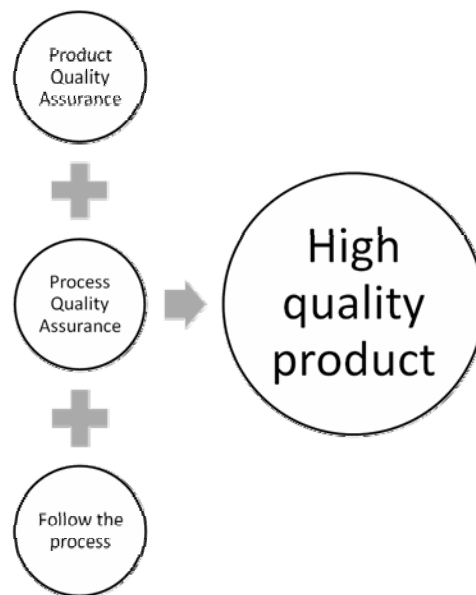 Product
Quality
Assurance
Process
Quality
Assurance
Follow the
process
High
quality
product